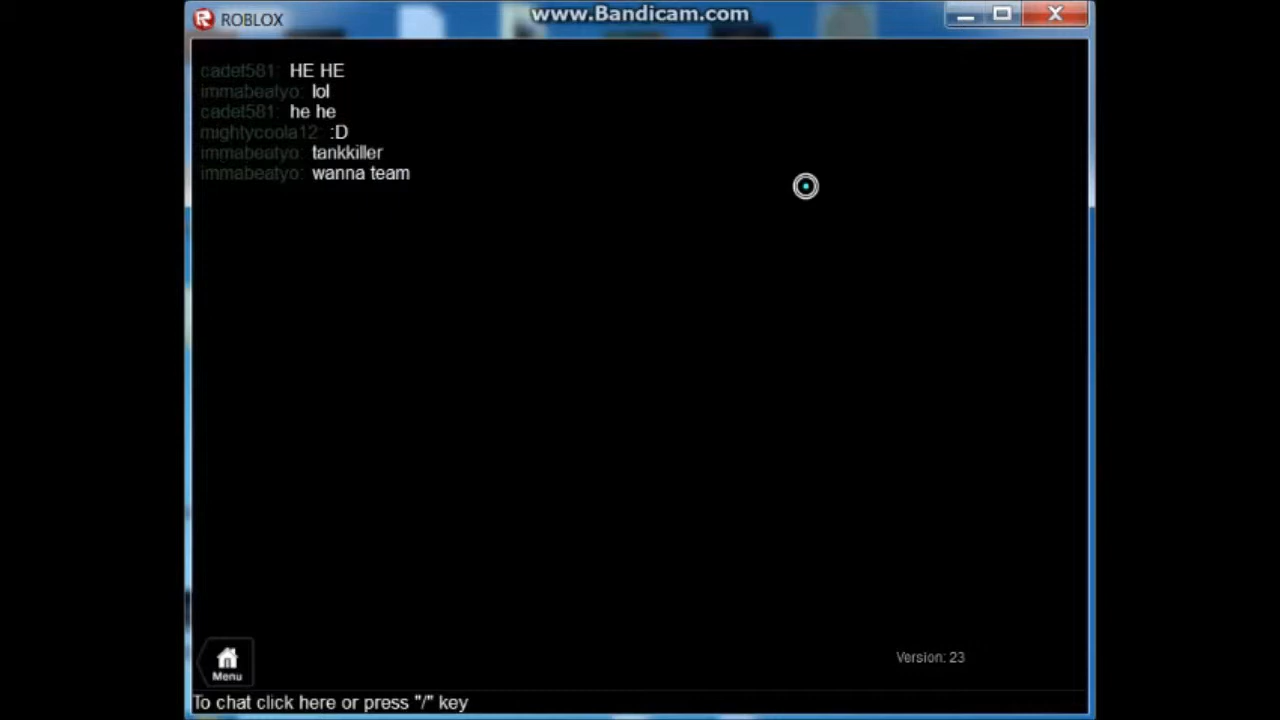 www.Bandicam.com
ROBLOX
cadet581: HE HE
immabeatyo: lol
cadet581: he he
mightycoola12: :D
immabeatyo: tankkiller
immabeatyo: wanna team
Version: 23
Menu
To chat click here or press "/" key